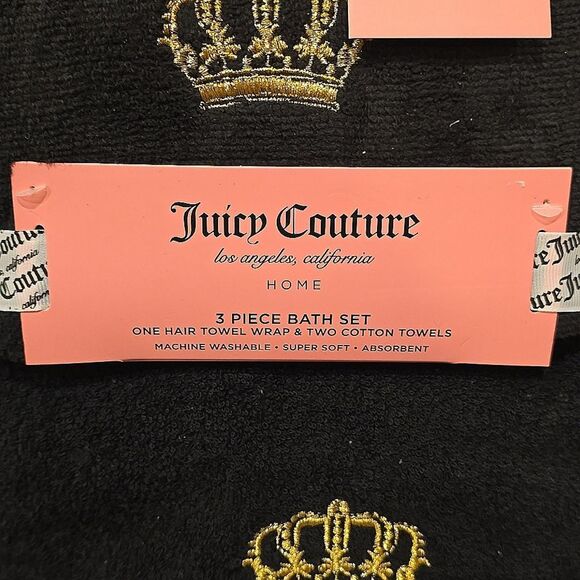 Juicy Couture
los angeles, california
HOME
3 PIECE BATH SET
ONE HAIR TOWEL WRAP & TWO COTTON TOWELS
MACHINE WASHABLE • SUPER SOFT • ABSORBENT